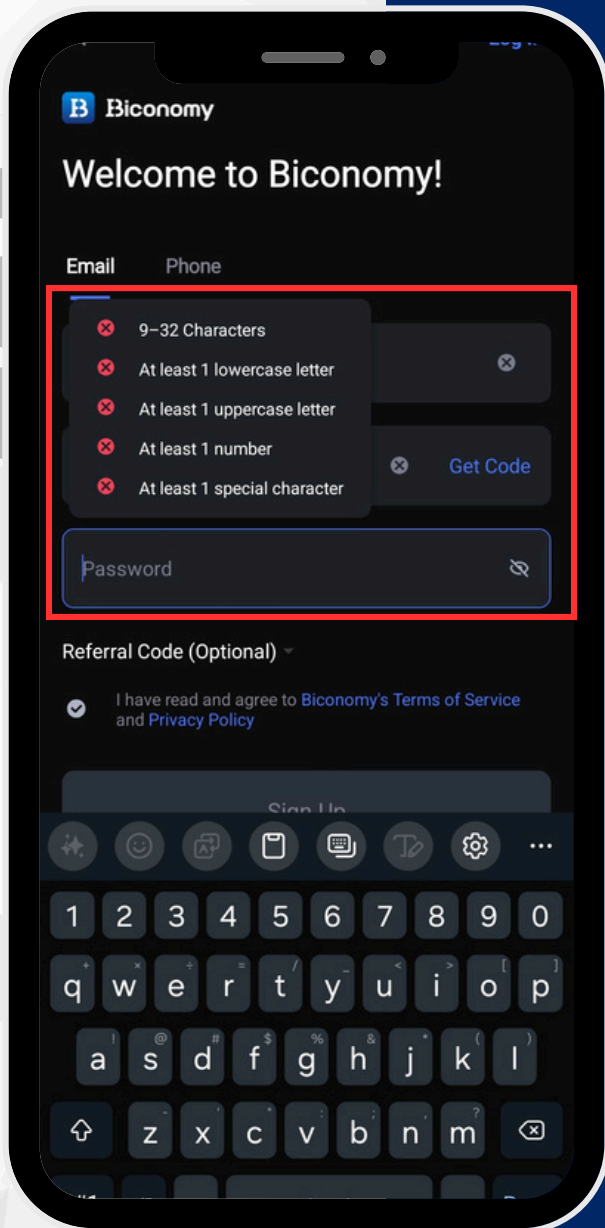 Biconomy
Welcome to Biconomy!
Email Phone
9–32 Characters
At least 1 lowercase letter
At least 1 uppercase letter
At least 1 number
At least 1 special character
Get Code
Password
Referral Code (Optional)
I have read and agree to Biconomy's Terms of Service
and Privacy Policy
Sign Up
1 2 3 4 5 6 7 8 9 0
q w e r t y u i o p
a s d f g h j k l
z x c v b n m